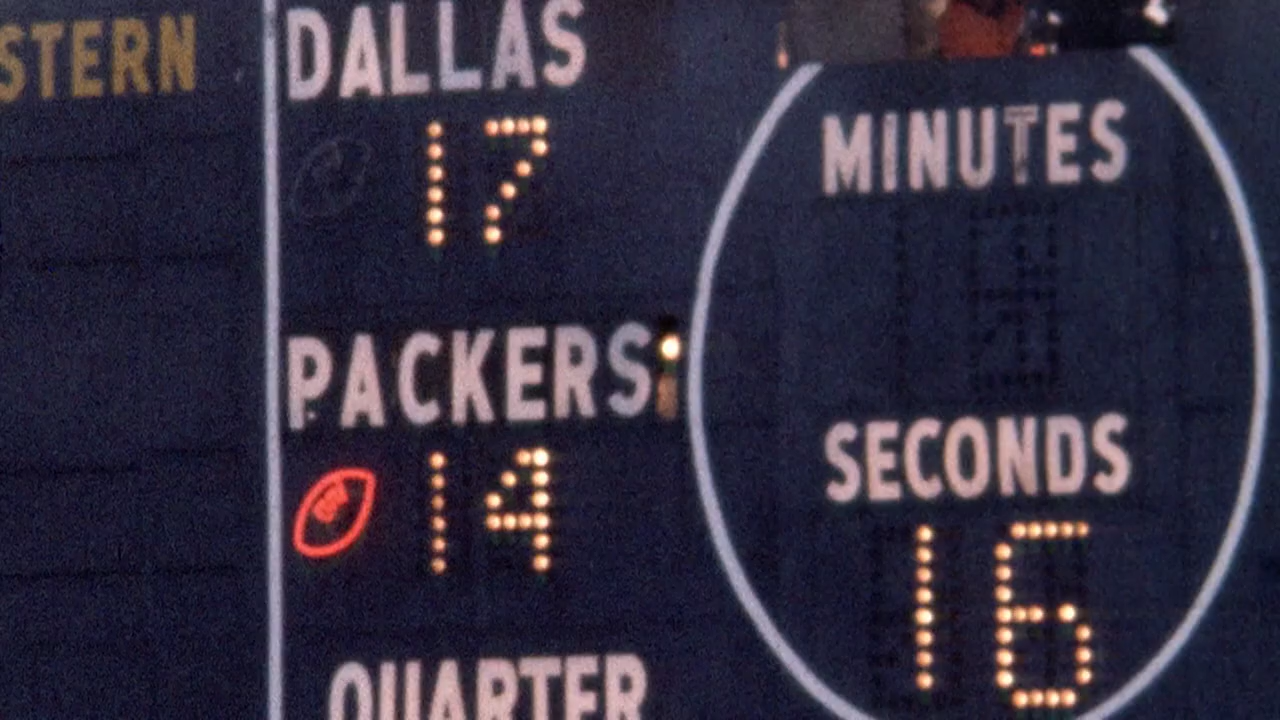 STERN
DALLAS
17
PACKERS
14
QUARTER
MINUTES
SECONDS
16